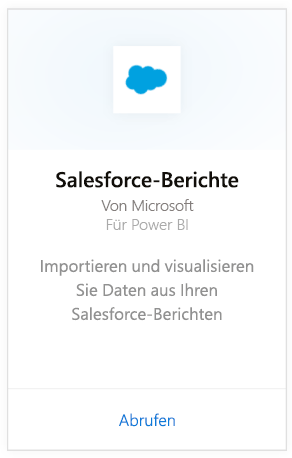 Salesforce-Berichte
Von Microsoft
Für Power BI
Importieren und visualisieren
Sie Daten aus Ihren
Salesforce-Berichten
Abrufen